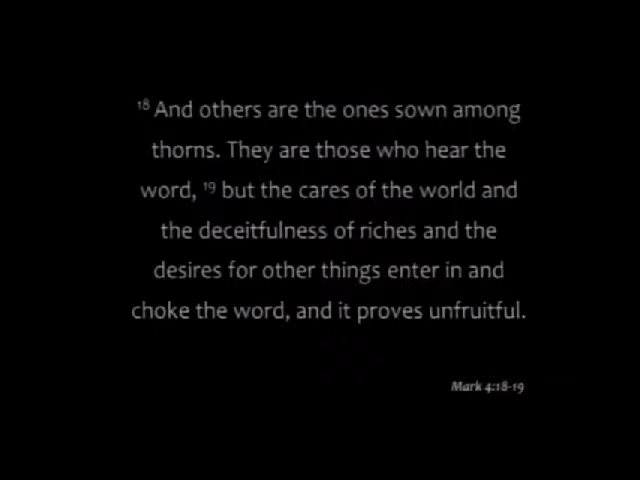 ¹⁸ And others are the ones sown among
thorns. They are those who hear the
word, ¹⁹ but the cares of the world and
the deceitfulness of riches and the
desires for other things enter in and
choke the word, and it proves unfruitful.
Mark 4:18-19